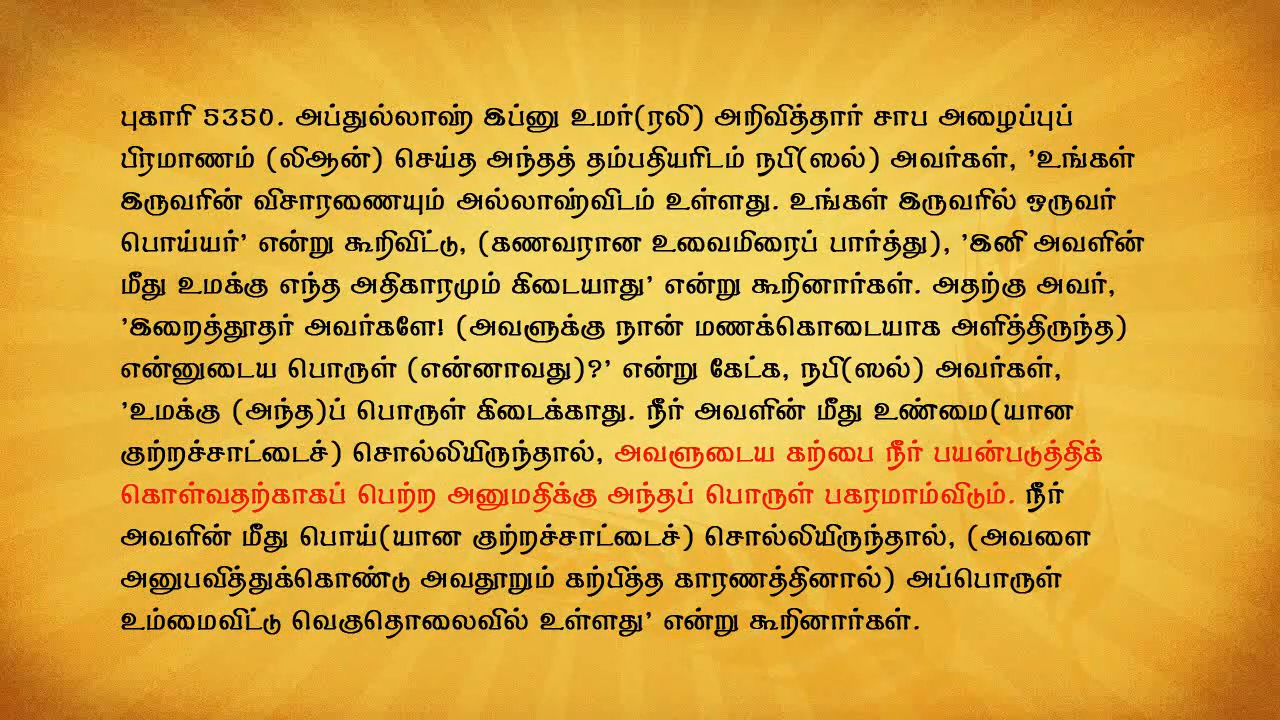 புகாரி 5350. அப்துல்லாஹ் இப்னு உமர்(ரலி) அறிவித்தார் சாப அழைப்புப்
பிரமாணம் (லிஆன்) செய்த அந்தத் தம்பதியரிடம் நபி(ஸல்) அவர்கள், 'உங்கள்
இருவரின் விசாரணையும் அல்லாஹ்விடம் உள்ளது. உங்கள் இருவரில் ஒருவர்
பொய்யர்' என்று கூறிவிட்டு, (கணவரான உவைமிரைப் பார்த்து), 'இனி அவளின்
மீது உமக்கு எந்த அதிகாரமும் கிடையாது' என்று கூறினார்கள். அதற்கு அவர்,
'இறைத்தூதர் அவர்களே! (அவளுக்கு நான் மணக்கொடையாக அளித்திருந்த)
என்னுடைய பொருள் (என்னாவது)?' என்று கேட்க, நபி(ஸல்) அவர்கள்,
'உமக்கு (அந்த)ப் பொருள் கிடைக்காது. நீர் அவளின் மீது உண்மை(யான
குற்றச்சாட்டைச்) சொல்லியிருந்தால், அவளுடைய கற்பை நீர் பயன்படுத்திக்
கொள்வதற்காகப் பெற்ற அனுமதிக்கு அந்தப் பொருள் பகரமாம்விடும். நீர்
அவளின் மீது பொய்(யான குற்றச்சாட்டைச்) சொல்லியிருந்தால், (அவளை
அனுபவித்துக்கொண்டு அவதூறும் கற்பித்த காரணத்தினால்) அப்பொருள்
உம்மைவிட்டு வெகுதொலைவில் உள்ளது' என்று கூறினார்கள்.